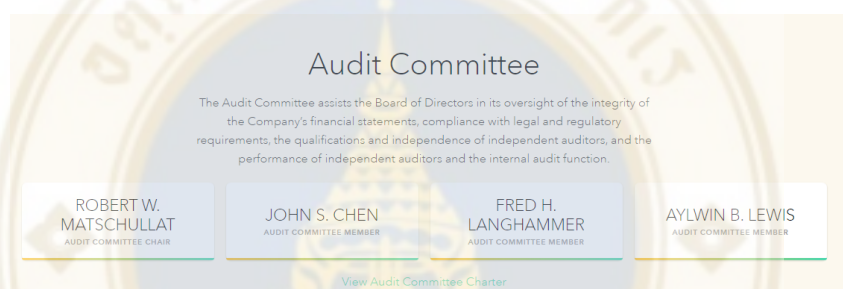 Audit Committee
The Audit Committee assists the Board of Directors in its oversight of the integrity of
the Company's financial statements, compliance with legal and regulatory
requirements, the qualifications and independence of independent auditors, and the
performance of independent auditors and the internal audit function.
ROBERT W.
MATSCHULLAT
AUDIT COMMITTEE CHAIR
JOHN S. CHEN
AUDIT COMMITTEE MEMBER
FRED H.
LANGHAMMER
AUDIT COMMITTEE MEMBER
AYLWIN B. LEWIS
AUDIT COMMITTEE MEMBER
View Audit Committee Charter